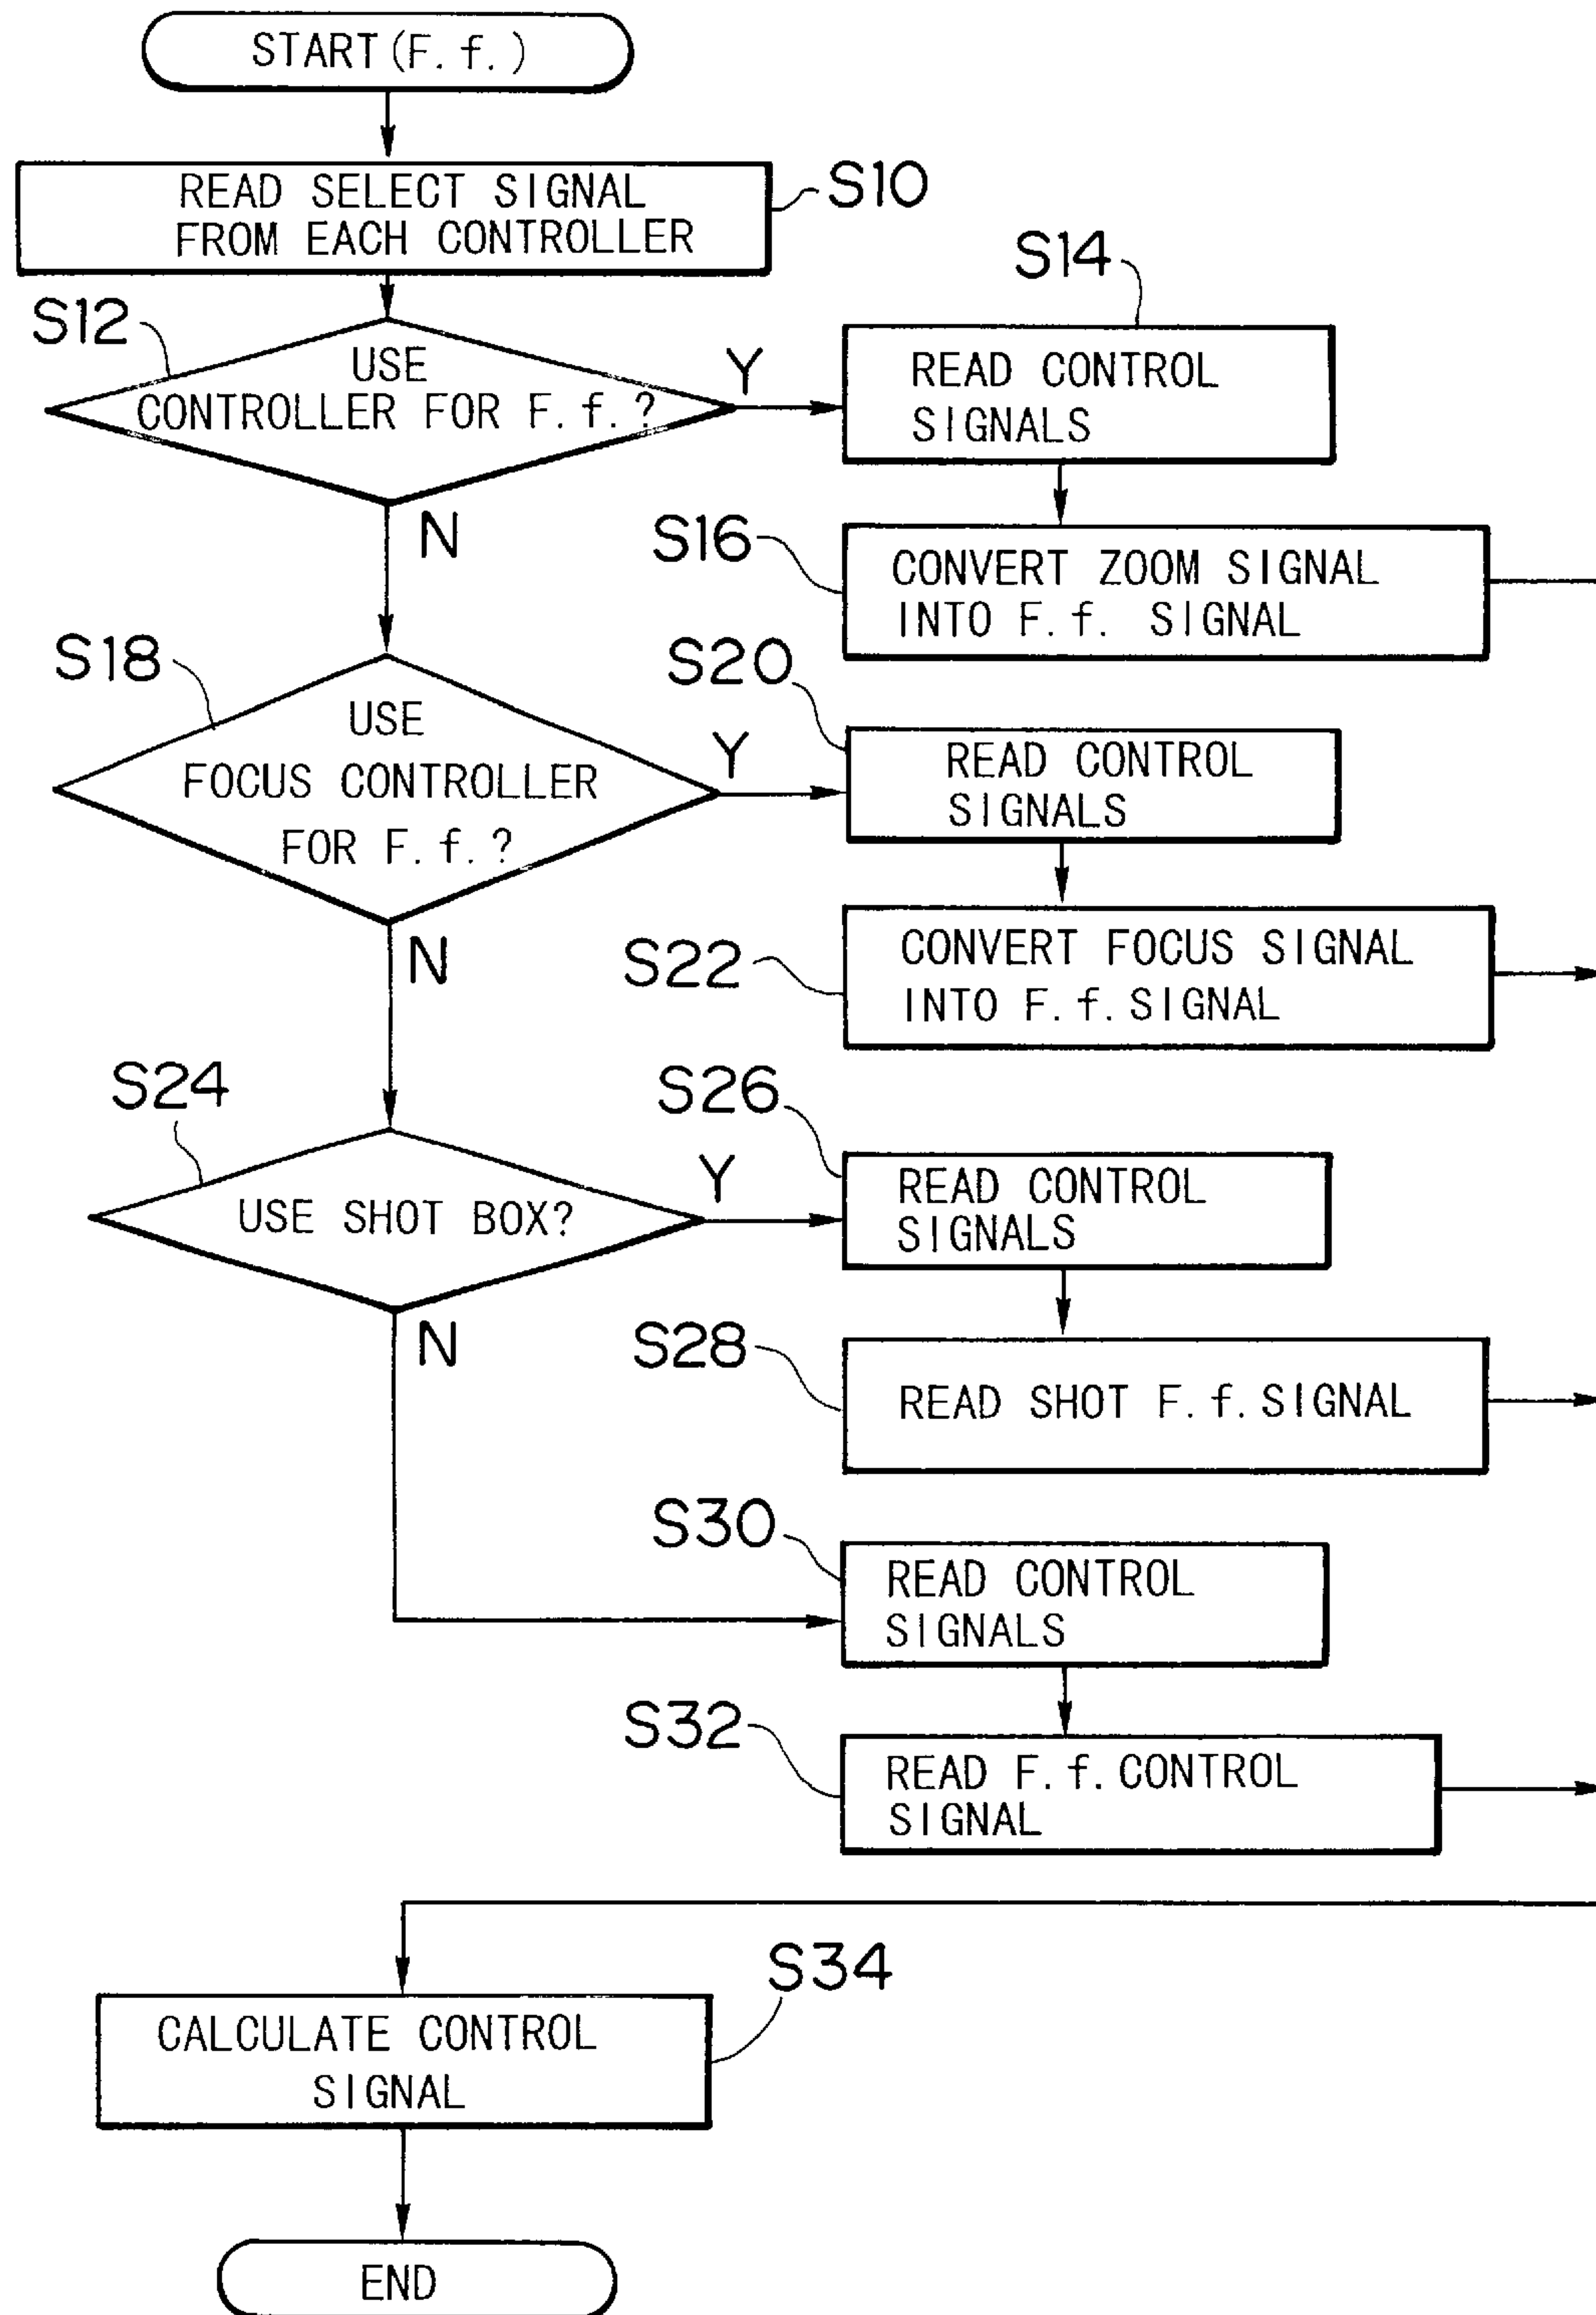 START(F.f.)
READ SELECT SIGNAL
FROM EACH CONTROLLER
S10
S12
USE
CONTROLLER FOR F.f.?
Y
N
S14
READ CONTROL
SIGNALS
S16
CONVERT ZOOM SIGNAL
INTO F.f. SIGNAL
S18
USE
FOCUS CONTROLLER
FOR F.f.?
Y
N
S20
READ CONTROL
SIGNALS
S22
CONVERT FOCUS SIGNAL
INTO F.f. SIGNAL
S24
USE SHOT BOX?
Y
N
S26
READ CONTROL
SIGNALS
S28
READ SHOT F.f. SIGNAL
S30
READ CONTROL
SIGNALS
S32
READ F.f. CONTROL
SIGNAL
S34
CALCULATE CONTROL
SIGNAL
END